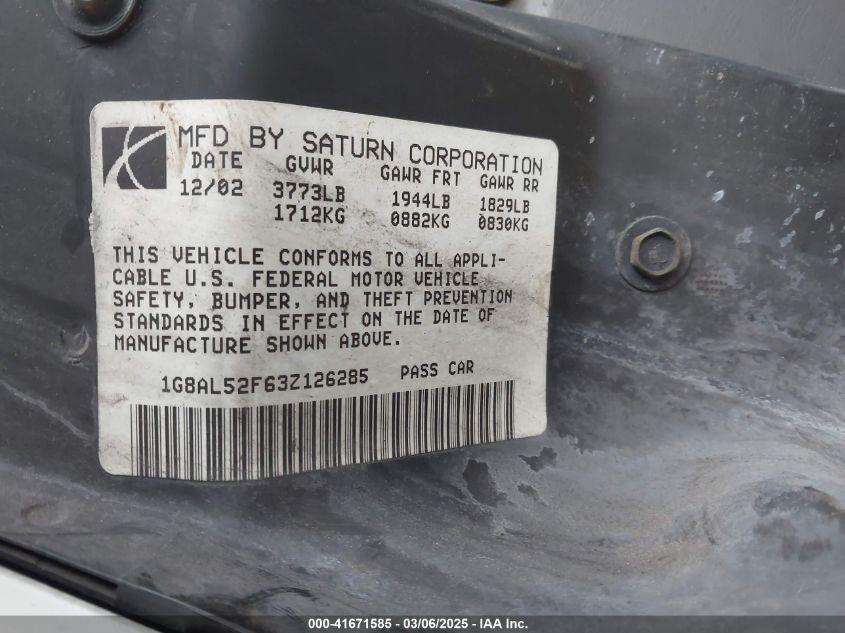 MFD BY SATURN CORPORATION
DATE GVWR GAWR FRT GAWR RR
12/02 3773LB 1944LB 1829LB
1712KG 0882KG 0830KG
THIS VEHICLE CONFORMS TO ALL APPLI-
CABLE U.S. FEDERAL MOTOR VEHICLE
SAFETY, BUMPER, AND THEFT PREVENTION
STANDARDS IN EFFECT ON THE DATE OF
MANUFACTURE SHOWN ABOVE.
1G8AL52F63Z126285 PASS CAR
000-41671585 - 03/06/2025 - IAA Inc.